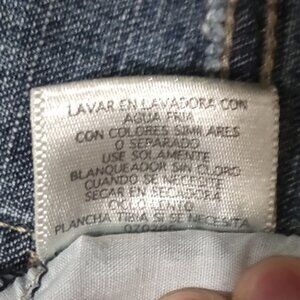 LAVAR EN LAVADORA CON
AGUA FRIA
CON COLORES SIMILARES
O SEPARADO
USE SOLAMENTE
BLANQUEADOR SIN CLORO
CUANDO SE NECESITE
SECAR EN SECADORA
CICLO LENTO
PLANCHA TIBIA SI SE NECESITA